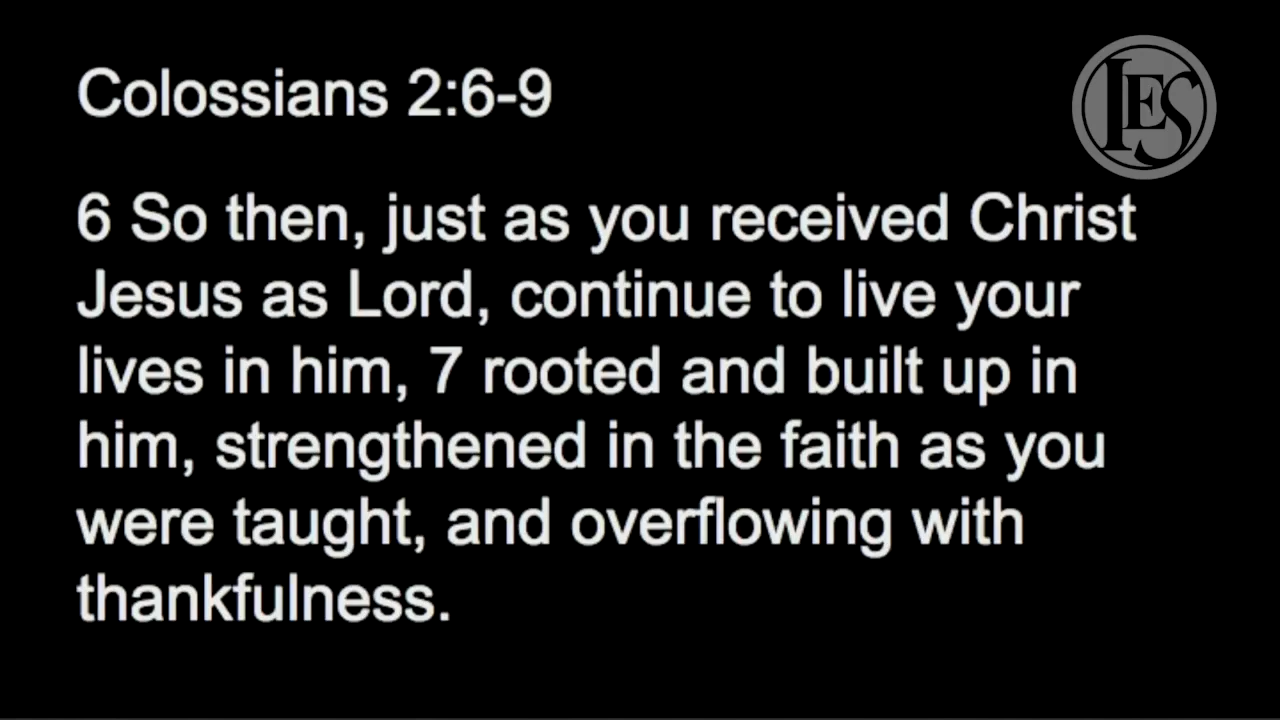 Colossians 2:6-9
IES
6 So then, just as you received Christ
Jesus as Lord, continue to live your
lives in him, 7 rooted and built up in
him, strengthened in the faith as you
were taught, and overflowing with
thankfulness.